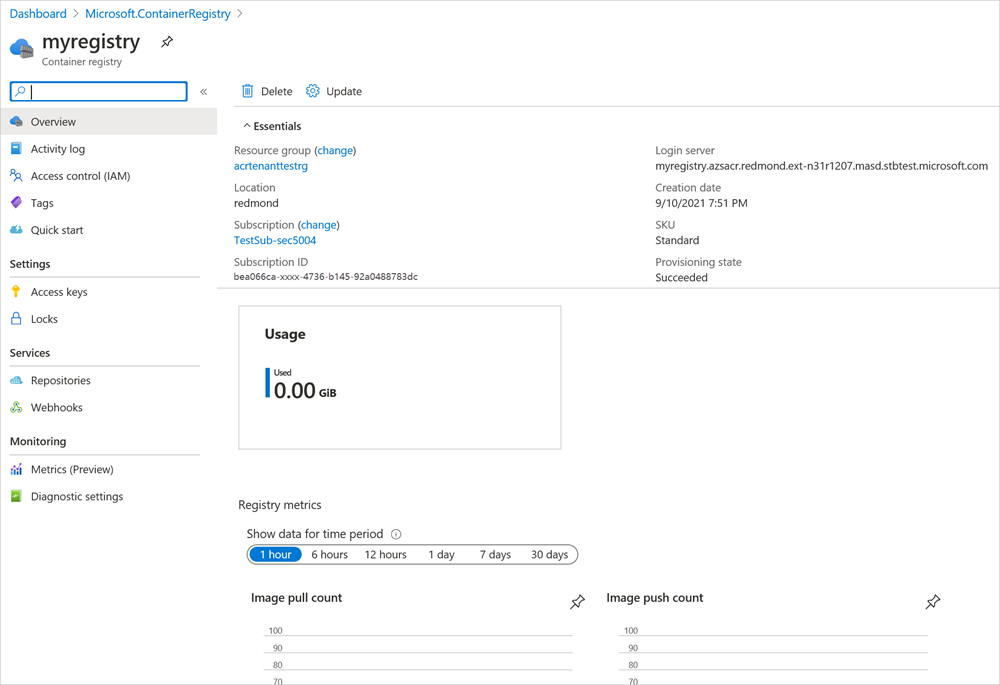 Dashboard > Microsoft.ContainerRegistry >
myregistry
Container registry
«
Overview
Activity log
Access control (IAM)
Tags
Quick start
Settings
Access keys
Locks
Services
Repositories
Webhooks
Monitoring
Metrics (Preview)
Diagnostic settings
Delete Update
Essentials
Resource group (change)
acrtenanttestrg
Location
redmond
Subscription (change)
TestSub-sec5004
Subscription ID
bea066ca-xxxx-4736-b145-92a0488783dc
Login server
myregistry.azsacr.redmond.ext-n31r1207.masd.stbtest.microsoft.com
Creation date
9/10/2021 7:51 PM
SKU
Standard
Provisioning state
Succeeded
Usage
Used
0.00 GiB
Registry metrics
Show data for time period
1 hour 6 hours 12 hours 1 day 7 days 30 days
Image pull count
100
90
80
70
Image push count
100
90
80
70